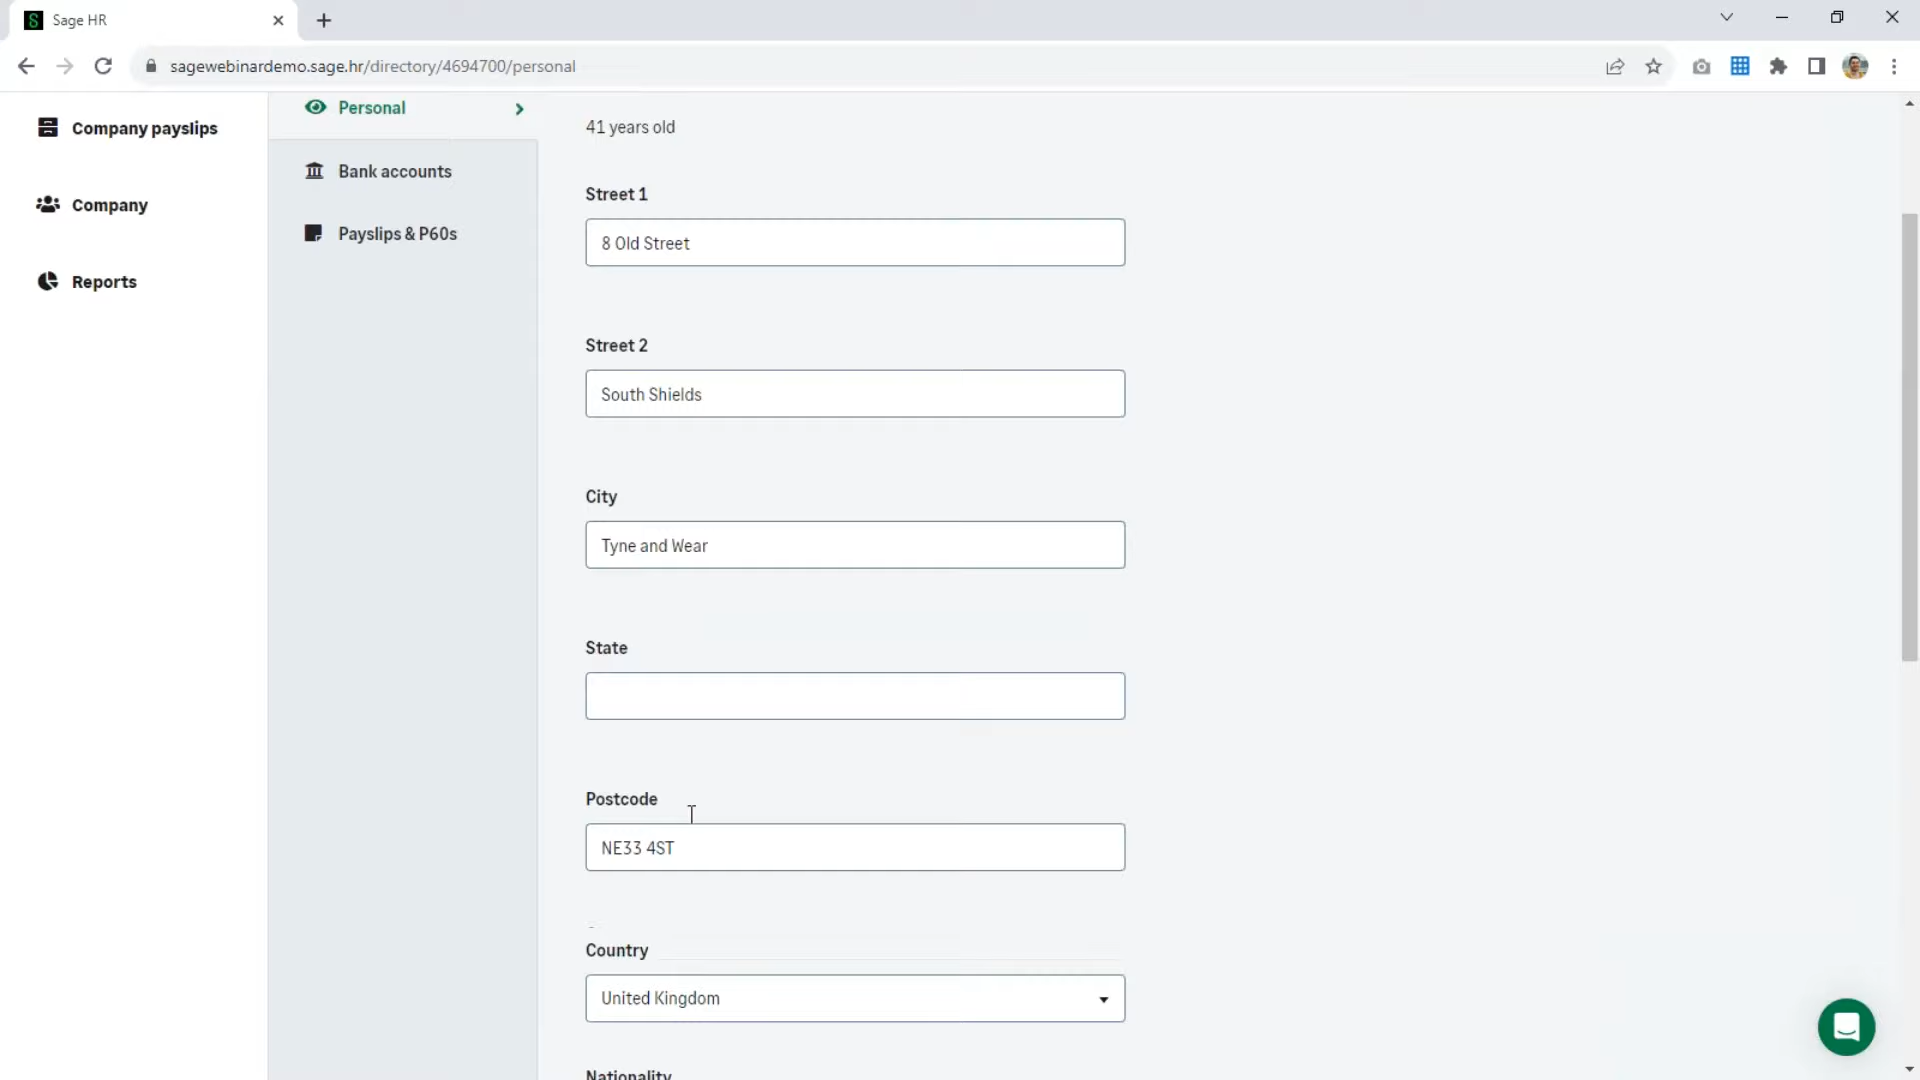 Sage HR
sagewebinardemo.sage.hr/directory/4694700/personal
Company payslips
Company
Reports
Personal
Bank accounts
Payslips & P60s
41 years old
Street 1
8 Old Street
Street 2
South Shields
City
Tyne and Wear
State
Postcode
NE33 4ST
Country
United Kingdom
Nationality